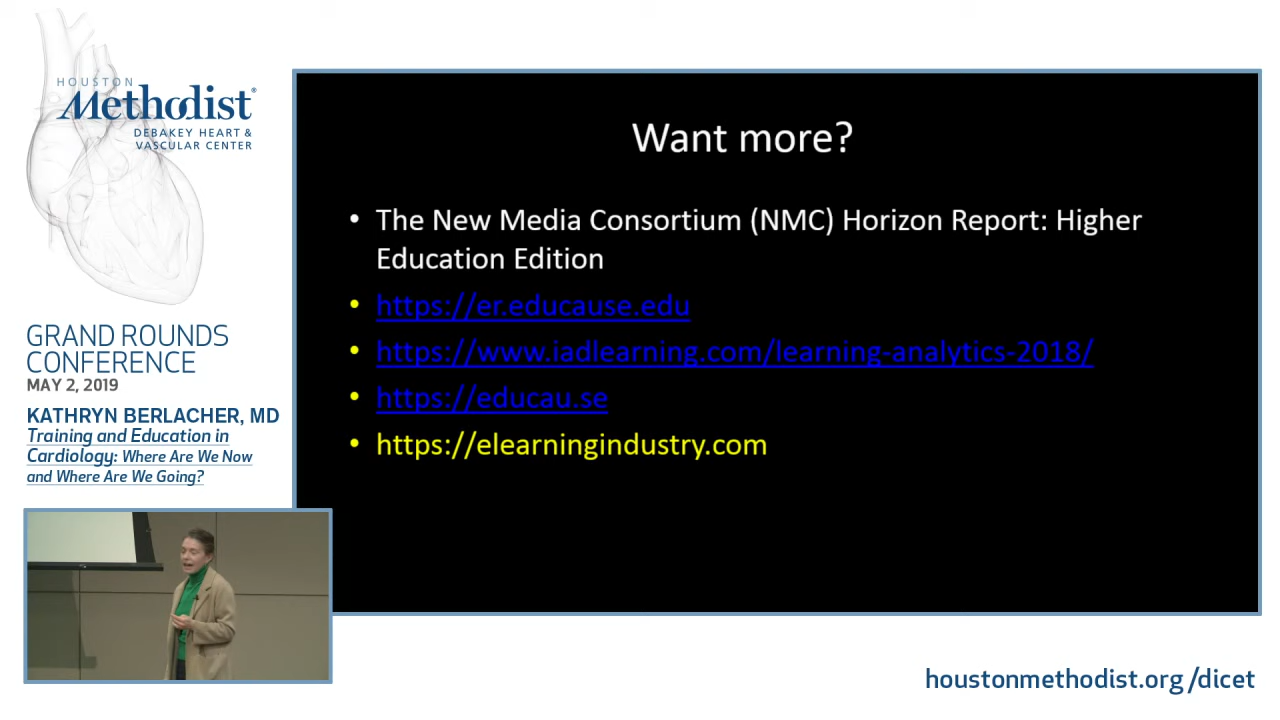 HOUSTON
Methodist®
DEBAKEY HEART &
VASCULAR CENTER
GRAND ROUNDS
CONFERENCE
MAY 2, 2019
KATHRYN BERLACHER, MD
Training and Education in
Cardiology: Where Are We Now
and Where Are We Going?
Want more?
• The New Media Consortium (NMC) Horizon Report: Higher
Education Edition
• https://er.educause.edu
• https://www.iadlearning.com/learning-analytics-2018/
• https://educau.se
• https://elearningindustry.com
houstonmethodist.org/dicet